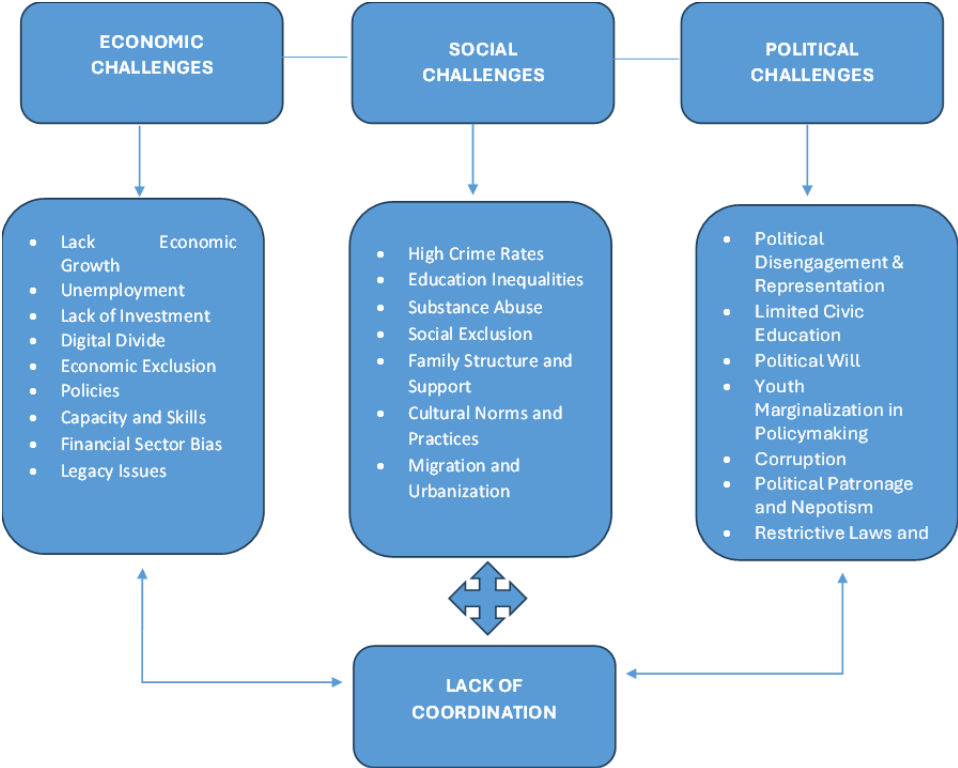 ECONOMIC
CHALLENGES
SOCIAL
CHALLENGES
POLITICAL
CHALLENGES
• Lack Economic
Growth
• Unemployment
• Lack of Investment
• Digital Divide
• Economic Exclusion
• Policies
• Capacity and Skills
• Financial Sector Bias
• Legacy Issues
• High Crime Rates
• Education Inequalities
• Substance Abuse
• Social Exclusion
• Family Structure and
Support
• Cultural Norms and
Practices
• Migration and
Urbanization
• Political
Disengagement &
Representation
• Limited Civic
Education
• Political Will
• Youth
Marginalization in
Policymaking
• Corruption
• Political Patronage
and Nepotism
• Restrictive Laws and
LACK OF
COORDINATION